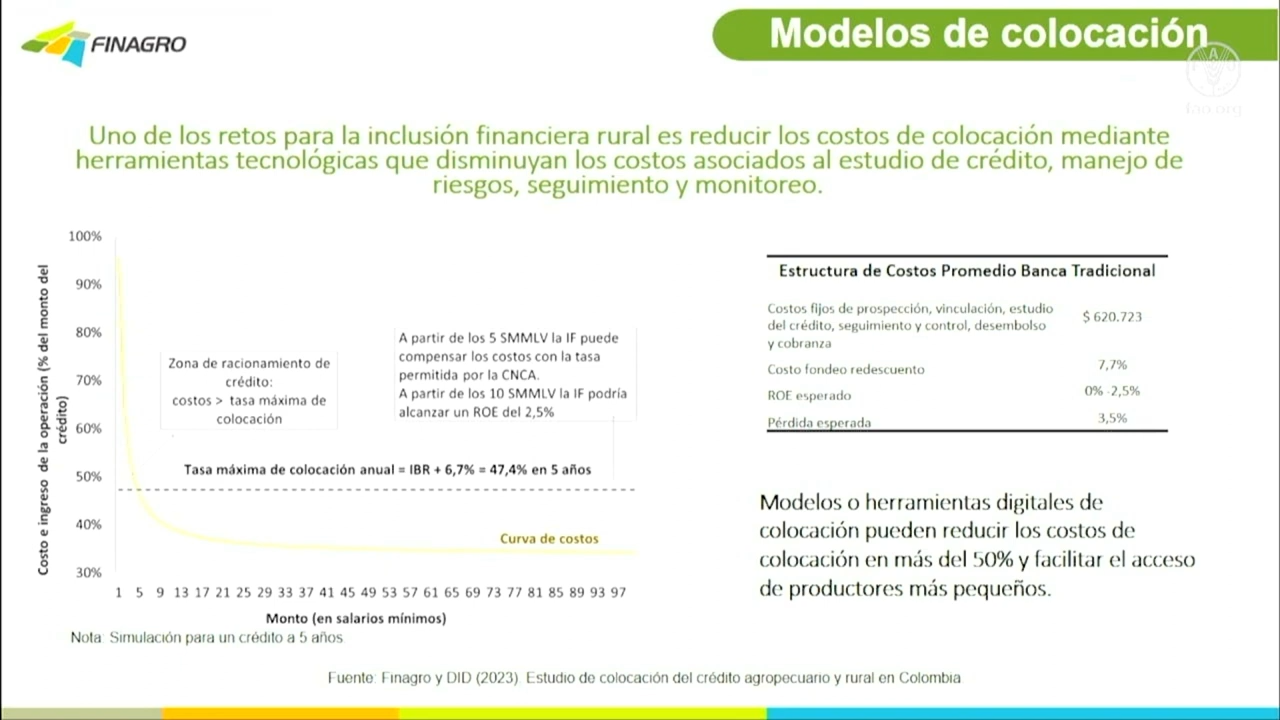 FINAGRO
Modelos de colocación
FAO
fao.org
Uno de los retos para la inclusión financiera rural es reducir los costos de colocación mediante
herramientas tecnológicas que disminuyan los costos asociados al estudio de crédito, manejo de
riesgos, seguimiento y monitoreo.
Costo e ingreso de la operación (% del monto del
crédito)
100%
90%
80%
70%
60%
50%
40%
30%
Zona de racionamiento de
crédito:
costos > tasa máxima de
colocación
A partir de los 5 SMMLV la IF puede
compensar los costos con la tasa
permitida por la CNCA.
A partir de los 10 SMMLV la IF podría
alcanzar un ROE del 2,5%
Tasa máxima de colocación anual = IBR + 6,7% = 47,4% en 5 años
Curva de costos
1 5 9 13 17 21 25 29 33 37 41 45 49 53 57 61 65 69 73 77 81 85 89 93 97
Monto (en salarios mínimos)
Nota: Simulación para un crédito a 5 años
Estructura de Costos Promedio Banca Tradicional
Costos fijos de prospección, vinculación, estudio
del crédito, seguimiento y control, desembolso
y cobranza
$ 620.723
Costo fondeo redescuento 7,7%
ROE esperado 0% -2,5%
Pérdida esperada 3,5%
Modelos o herramientas digitales de
colocación pueden reducir los costos de
colocación en más del 50% y facilitar el acceso
de productores más pequeños.
Fuente: Finagro y DID (2023) Estudio de colocación del crédito agropecuario y rural en Colombia